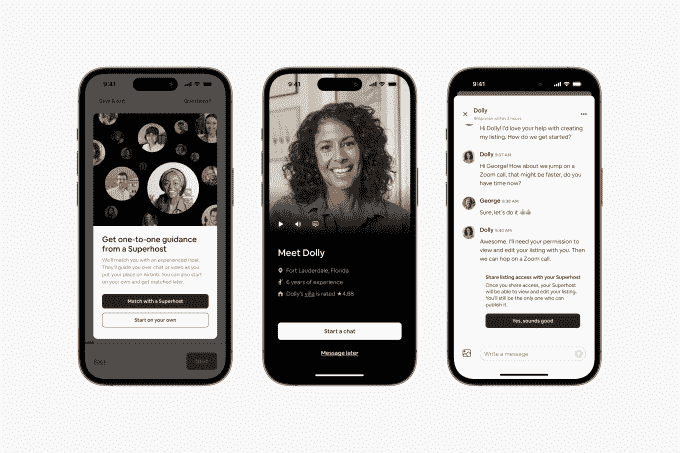 9:41
Save & exit
Questions?
Get one-to-one guidance
from a Superhost
We'll match you with an experienced Host.
They'll guide you over chat or video as you
put your place on Airbnb. You can also start
on your own and get matched later.
Match with a Superhost
Start on your own
Exit
9:41
Meet Dolly
Fort Lauderdale, Florida
6 years of experience
Dolly's villa is rated ★4.88
Start a chat
Message later
9:41
Dolly
Response within 2 hours
Hi Dolly! I'd love your help with creating
my listing. How do we get started?
Dolly 9:37 AM
Hi George! How about we jump on a
Zoom call, that might be faster, do you
have time now?
George 9:38 AM
Sure, let's do it 👍🏼👍🏼
Dolly 9:40 AM
Awesome. I'll need your permission to
view and edit your listing with you. Then
we can hop on a Zoom call.
Share listing access with your Superhost
Once you share access, your Superhost
will be able to view and edit your listing.
You'll still be the only one who can
publish it.
Yes, sounds good
Write a message